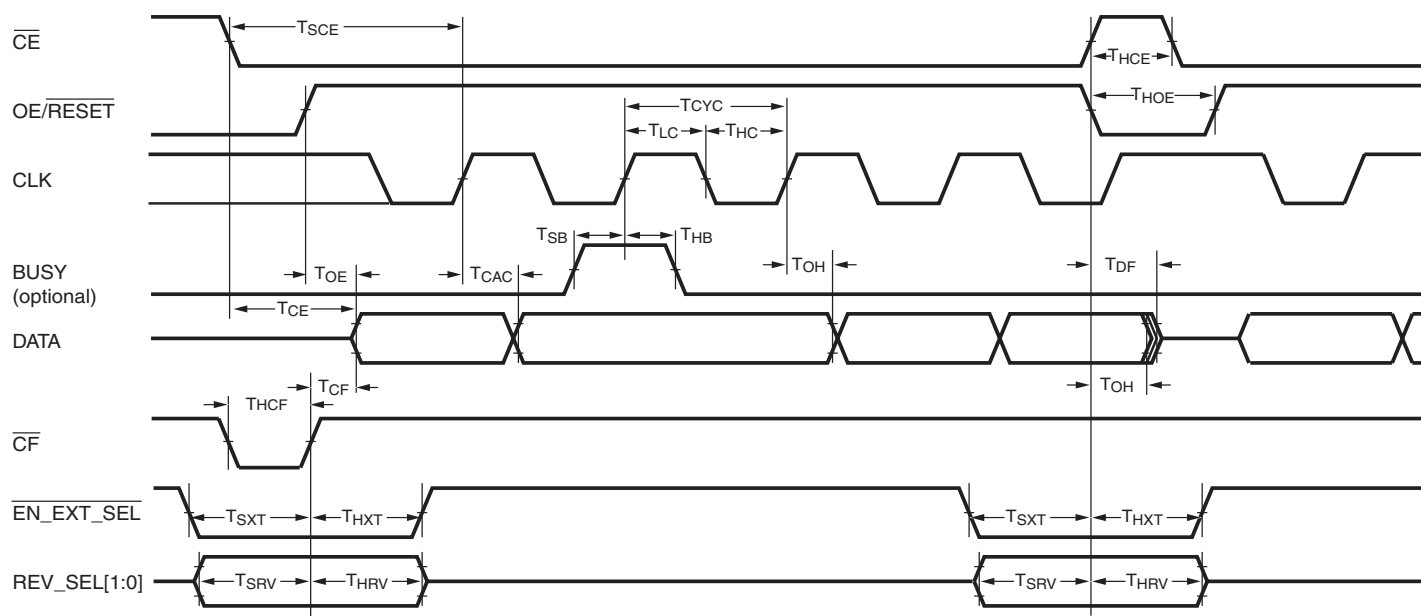 CE
TSCE
THCE
OE/RESET
TCYC
THOE
TLC
THC
CLK
TSB
THB
BUSY
(optional)
TOE
TCAC
TOH
TDF
TCE
DATA
TCF
TOH
THCF
CF
EN_EXT_SEL
TSXT
THXT
TSXT
THXT
REV_SEL[1:0]
TSRV
THRV
TSRV
THRV